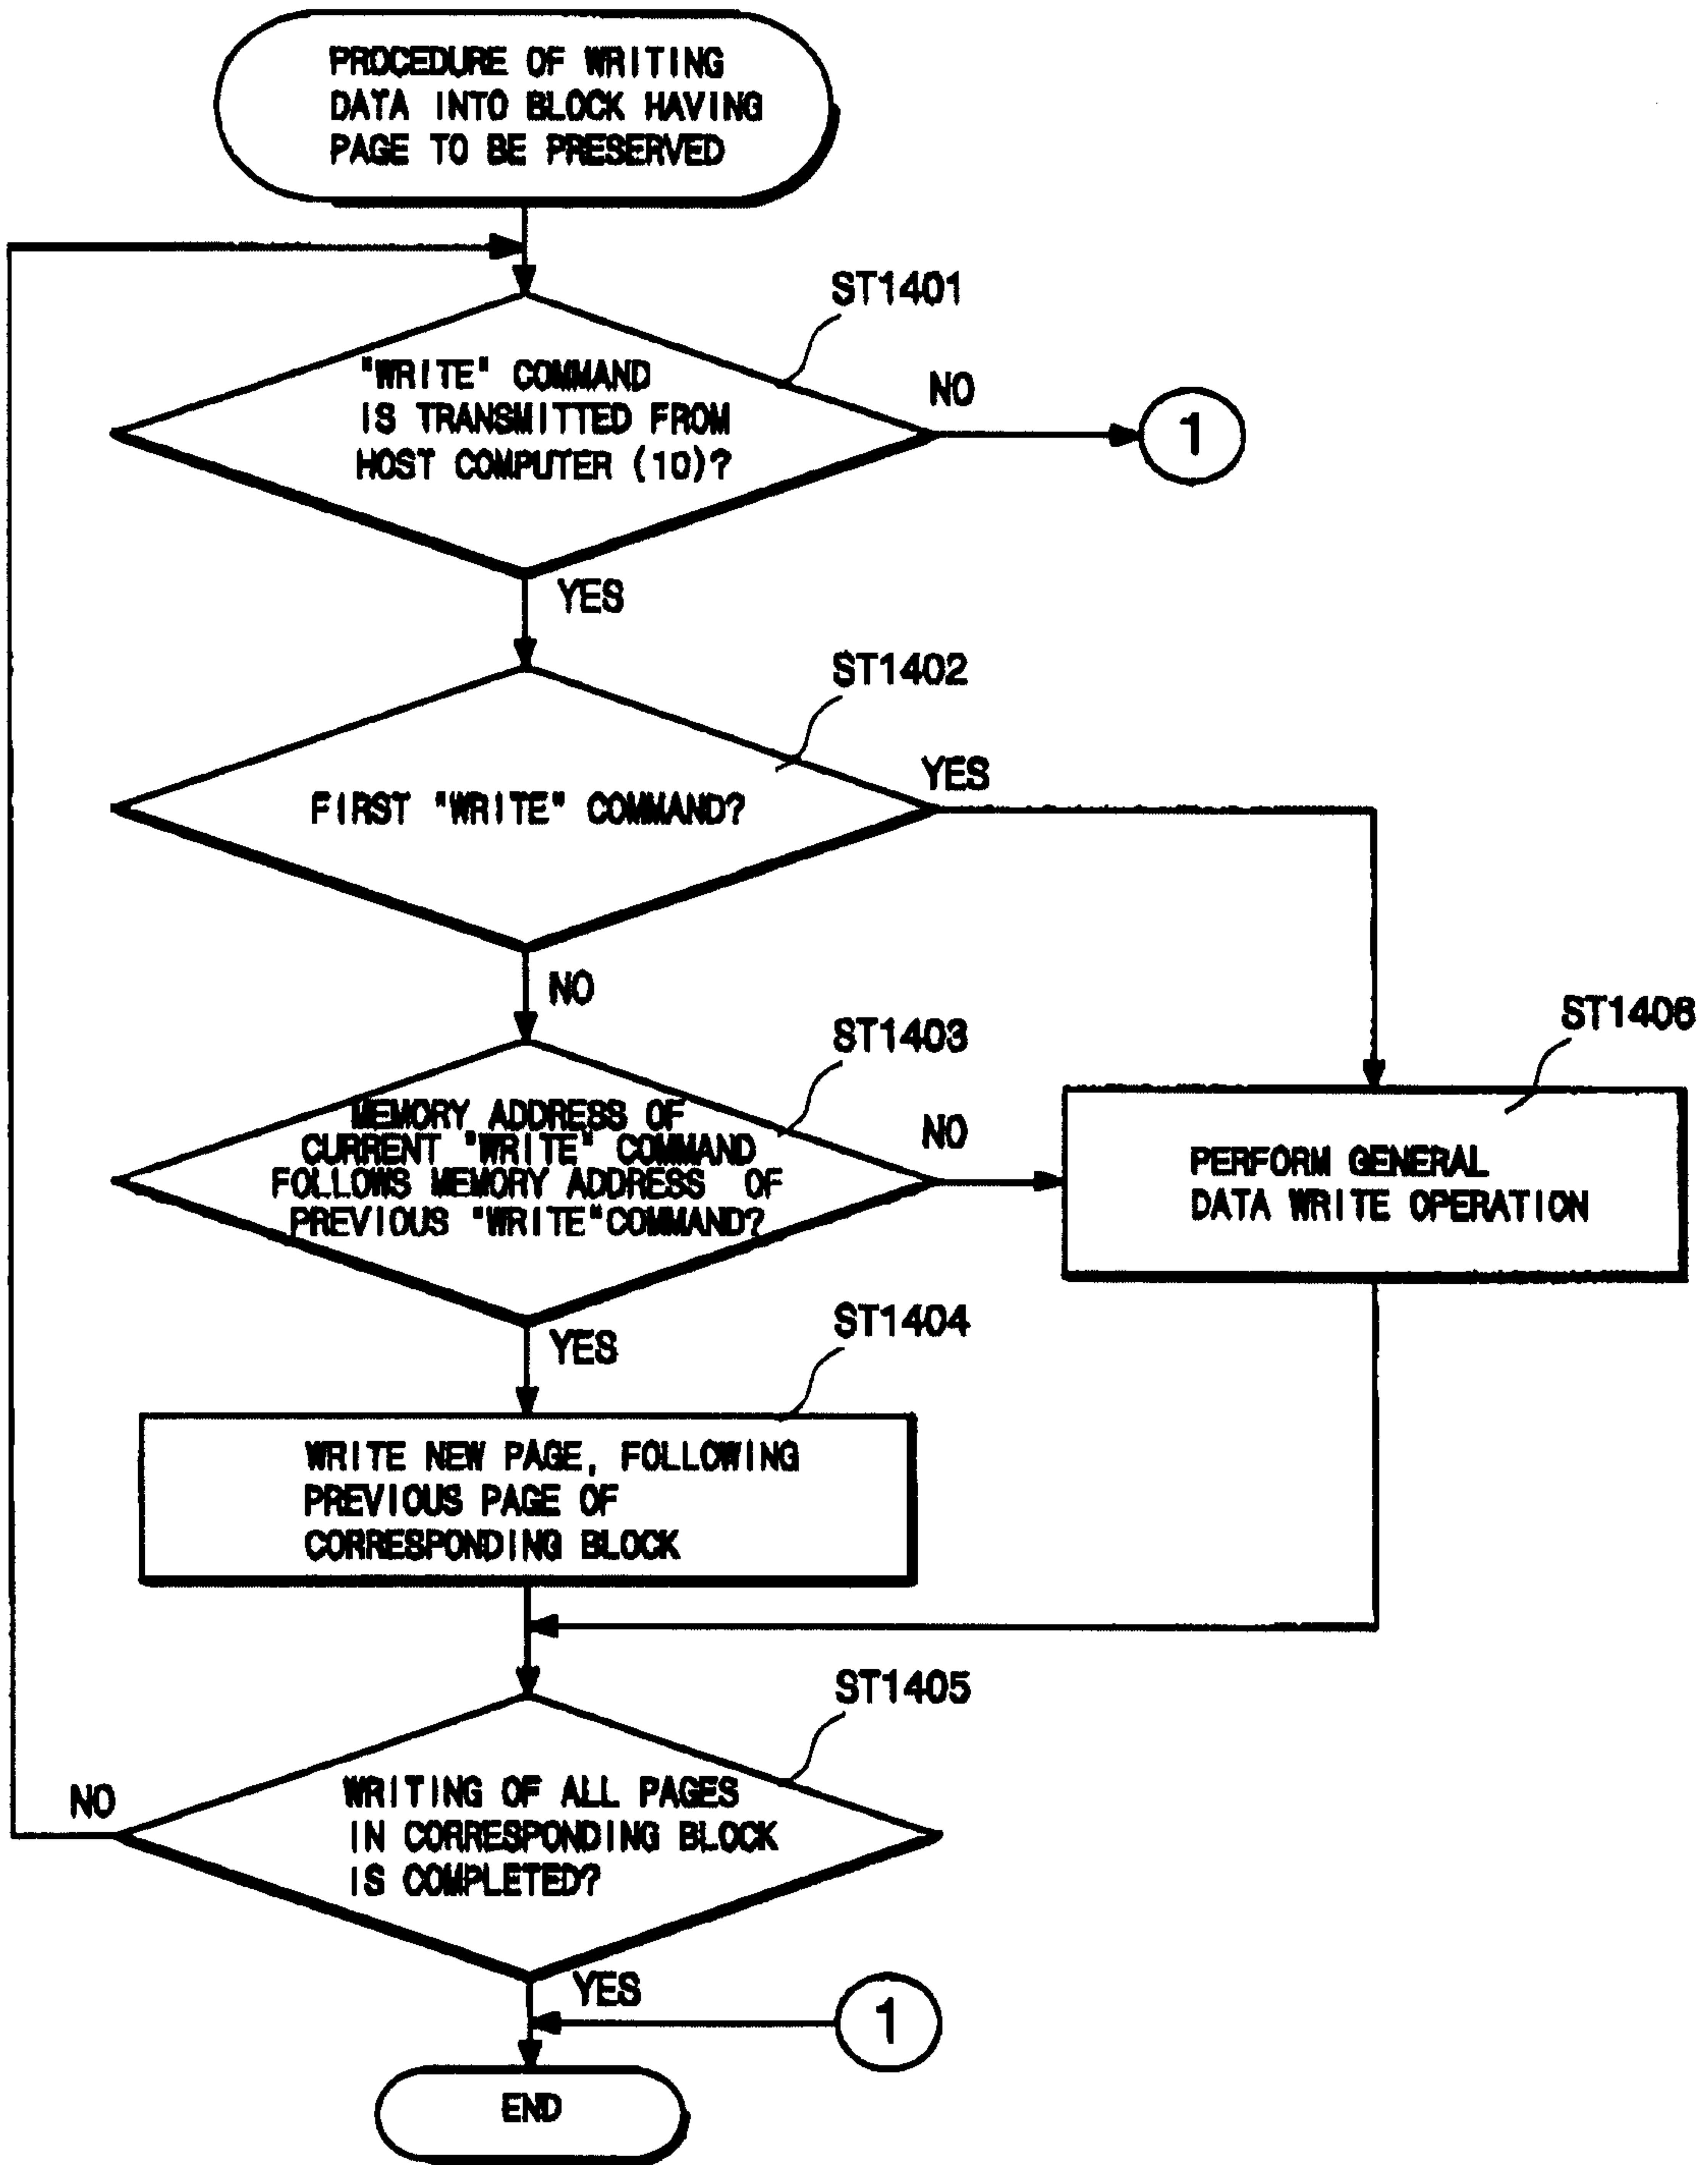 PROCEDURE OF WRITING
DATA INTO BLOCK HAVING
PAGE TO BE PRESERVED
ST1401
"WRITE" COMMAND
IS TRANSMITTED FROM
HOST COMPUTER (10)?
NO
1
YES
ST1402
FIRST "WRITE" COMMAND?
YES
NO
ST1403
MEMORY ADDRESS OF
CURRENT "WRITE" COMMAND
FOLLOWS MEMORY ADDRESS OF
PREVIOUS "WRITE"COMMAND?
NO
ST1406
PERFORM GENERAL
DATA WRITE OPERATION
YES
ST1404
WRITE NEW PAGE, FOLLOWING
PREVIOUS PAGE OF
CORRESPONDING BLOCK
ST1405
WRITING OF ALL PAGES
IN CORRESPONDING BLOCK
IS COMPLETED?
NO
YES
1
END